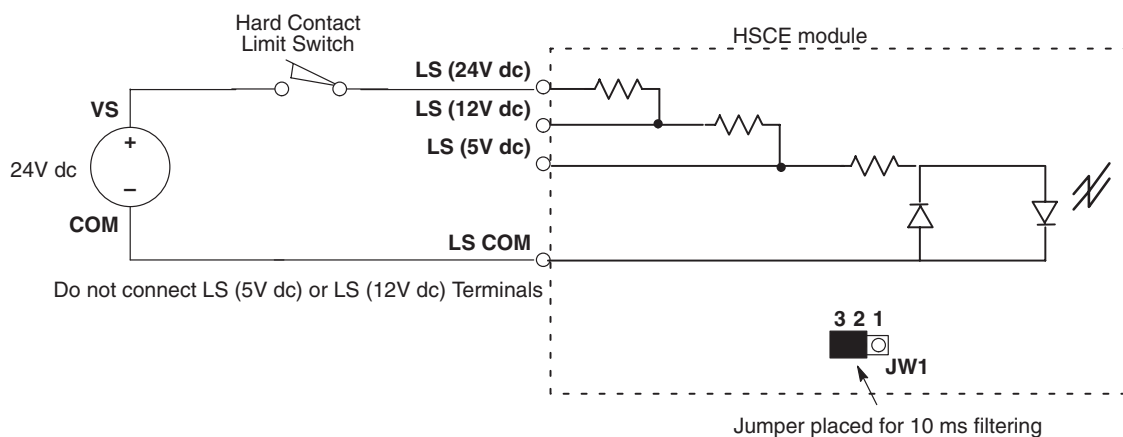 Hard Contact
Limit Switch
HSCE module
LS (24V dc)
VS
LS (12V dc)
LS (5V dc)
+
24V dc
–
COM
LS COM
Do not connect LS (5V dc) or LS (12V dc) Terminals
3 2 1
JW1
Jumper placed for 10 ms filtering